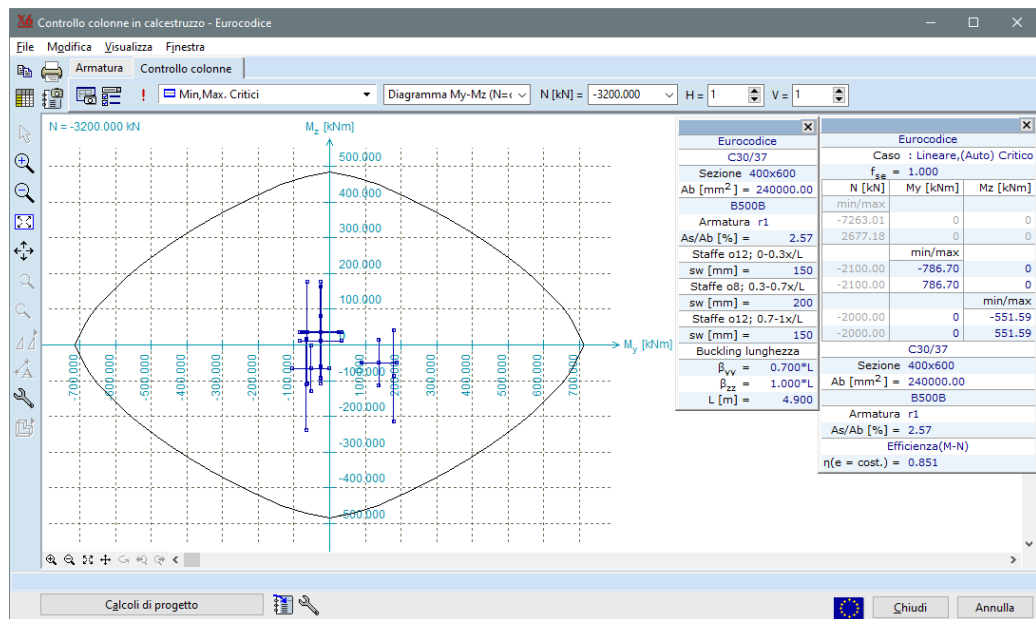 Controllo colonne in calcestruzzo - Eurocodice
File Modifica Visualizza Finestra
Armatura Controllo colonne
! Min,Max. Critici Diagramma My-Mz (N=c N [kN] = -3200.000 H = 1 V = 1
N = -3200.000 kN
Mz [kNm]
500.000
400.000
300.000
200.000
100.000
-100.000
-200.000
-300.000
-400.000
-500.000
-700.000
-600.000
-500.000
-400.000
-300.000
-200.000
-100.000
100.000
200.000
300.000
400.000
500.000
600.000
700.000
My [kNm]
Eurocodice
C30/37
Sezione 400x600
Ab [mm²] = 240000.00
B500B
Armatura r1
As/Ab [%] = 2.57
Staffe o12; 0-0.3x/L
sw [mm] = 150
Staffe o8; 0.3-0.7x/L
sw [mm] = 200
Staffe o12; 0.7-1x/L
sw [mm] = 150
Buckling lunghezza
βyy = 0.700*L
βzz = 1.000*L
L [m] = 4.900
Eurocodice
Caso : Lineare,(Auto) Critico
fse = 1.000
N [kN] My [kNm] Mz [kNm]
min/max
-7263.01 0 0
2677.18 0 0
min/max
-2100.00 -786.70 0
-2100.00 786.70 0
min/max
-2000.00 0 -551.59
-2000.00 0 551.59
C30/37
Sezione 400x600
Ab [mm²] = 240000.00
B500B
Armatura r1
As/Ab [%] = 2.57
Efficienza(M-N)
η(e = cost.) = 0.851
Calcoli di progetto Chiudi Annulla